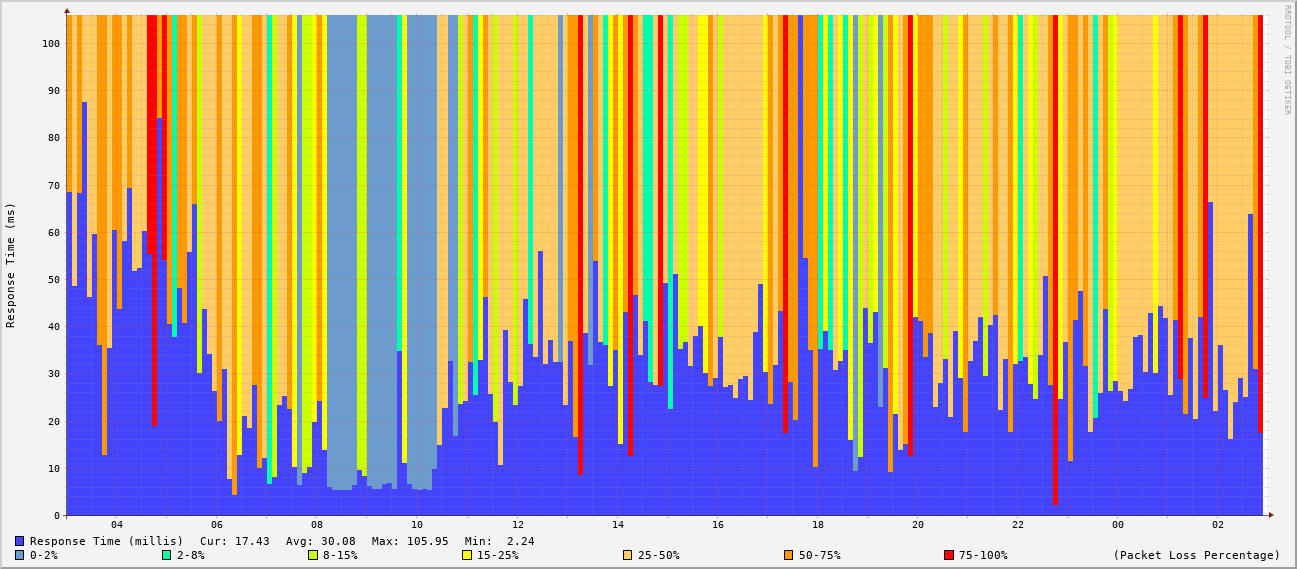 RRDTOOL / TOBI OETIKER
Response Time (ms)
100
90
80
70
60
50
40
30
20
10
0
04 06 08 10 12 14 16 18 20 22 00 02
Response Time (millis) Cur: 17.43 Avg: 30.08 Max: 105.95 Min: 2.24
0-2% 2-8% 8-15% 15-25% 25-50% 50-75% 75-100% (Packet Loss Percentage)